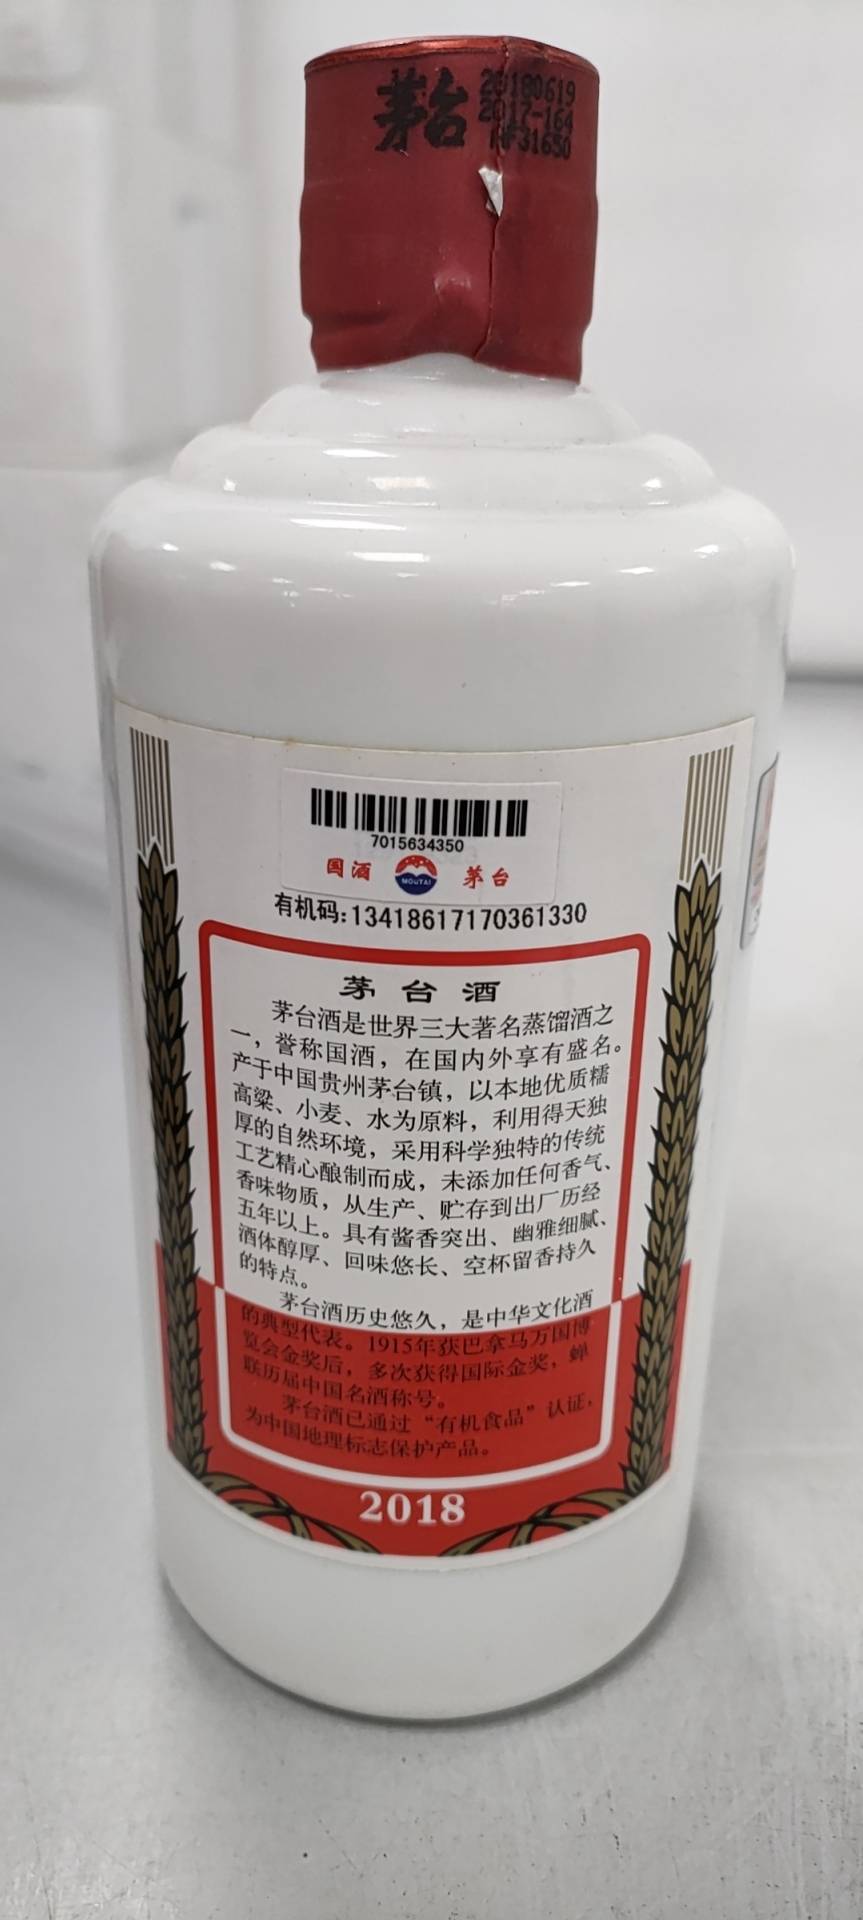 茅台
20180619
2017-164
31650
7015634350
国酒 MOUTAI 茅台
有机码:13418617170361330
茅台酒
茅台酒是世界三大著名蒸馏酒之
一，誉称国酒，在国内外享有盛名。
产于中国贵州茅台镇，以本地优质糯
高粱、小麦、水为原料，利用得天独
厚的自然环境，采用科学独特的传统
工艺精心酿制而成，未添加任何香气、
香味物质，从生产、贮存到出厂历经
五年以上。具有酱香突出、幽雅细腻、
酒体醇厚、回味悠长、空杯留香持久
的特点。
茅台酒历史悠久，是中华文化酒
的典型代表。1915年获巴拿马万国博
览会金奖后，多次获得国际金奖，蝉
联历届中国名酒称号。
茅台酒已通过“有机食品”认证，
为中国地理标志保护产品。
2018